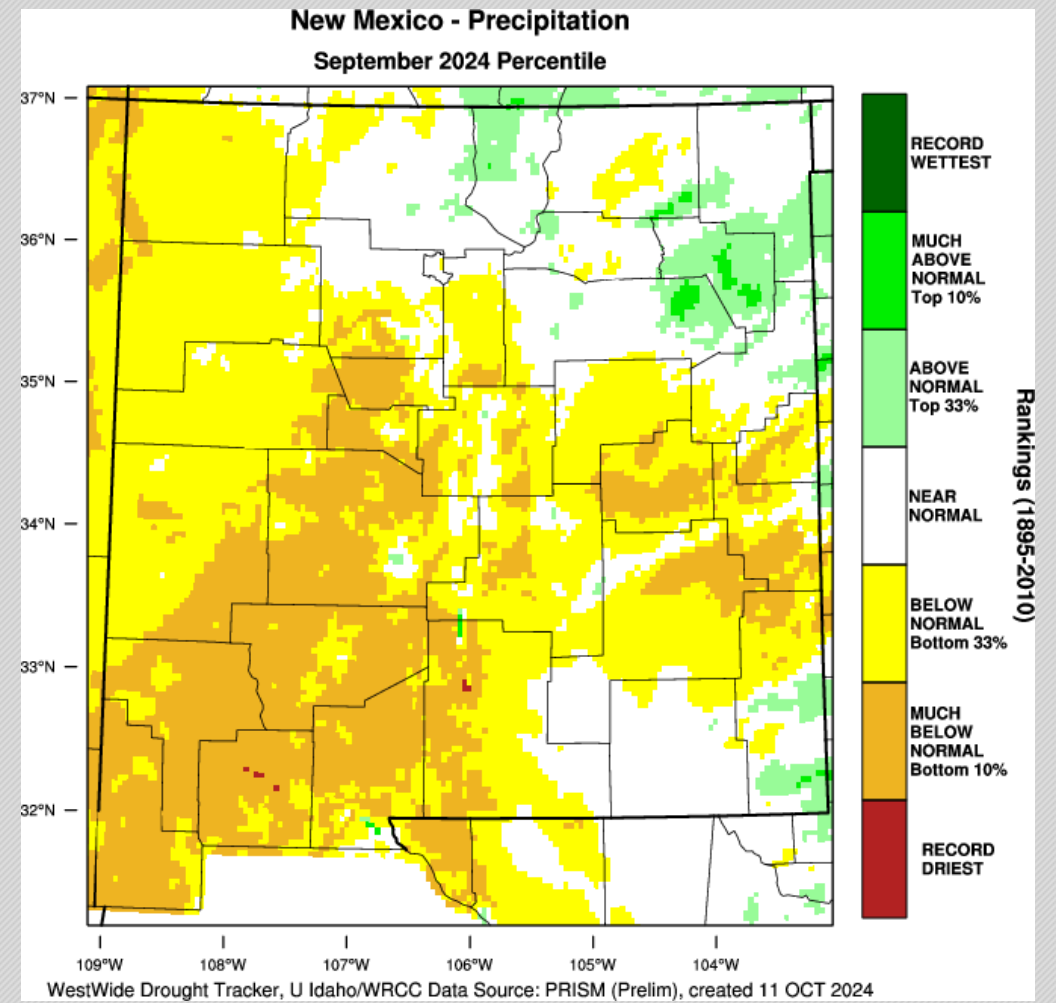 New Mexico - Precipitation
September 2024 Percentile
37°N
36°N
35°N
34°N
33°N
32°N
109°W
108°W
107°W
106°W
105°W
104°W
RECORD
WETTEST
MUCH
ABOVE
NORMAL
Top 10%
ABOVE
NORMAL
Top 33%
NEAR
NORMAL
BELOW
NORMAL
Bottom 33%
MUCH
BELOW
NORMAL
Bottom 10%
RECORD
DRIEST
Rankings (1895-2010)
WestWide Drought Tracker, U Idaho/WRCC Data Source: PRISM (Prelim), created 11 OCT 2024